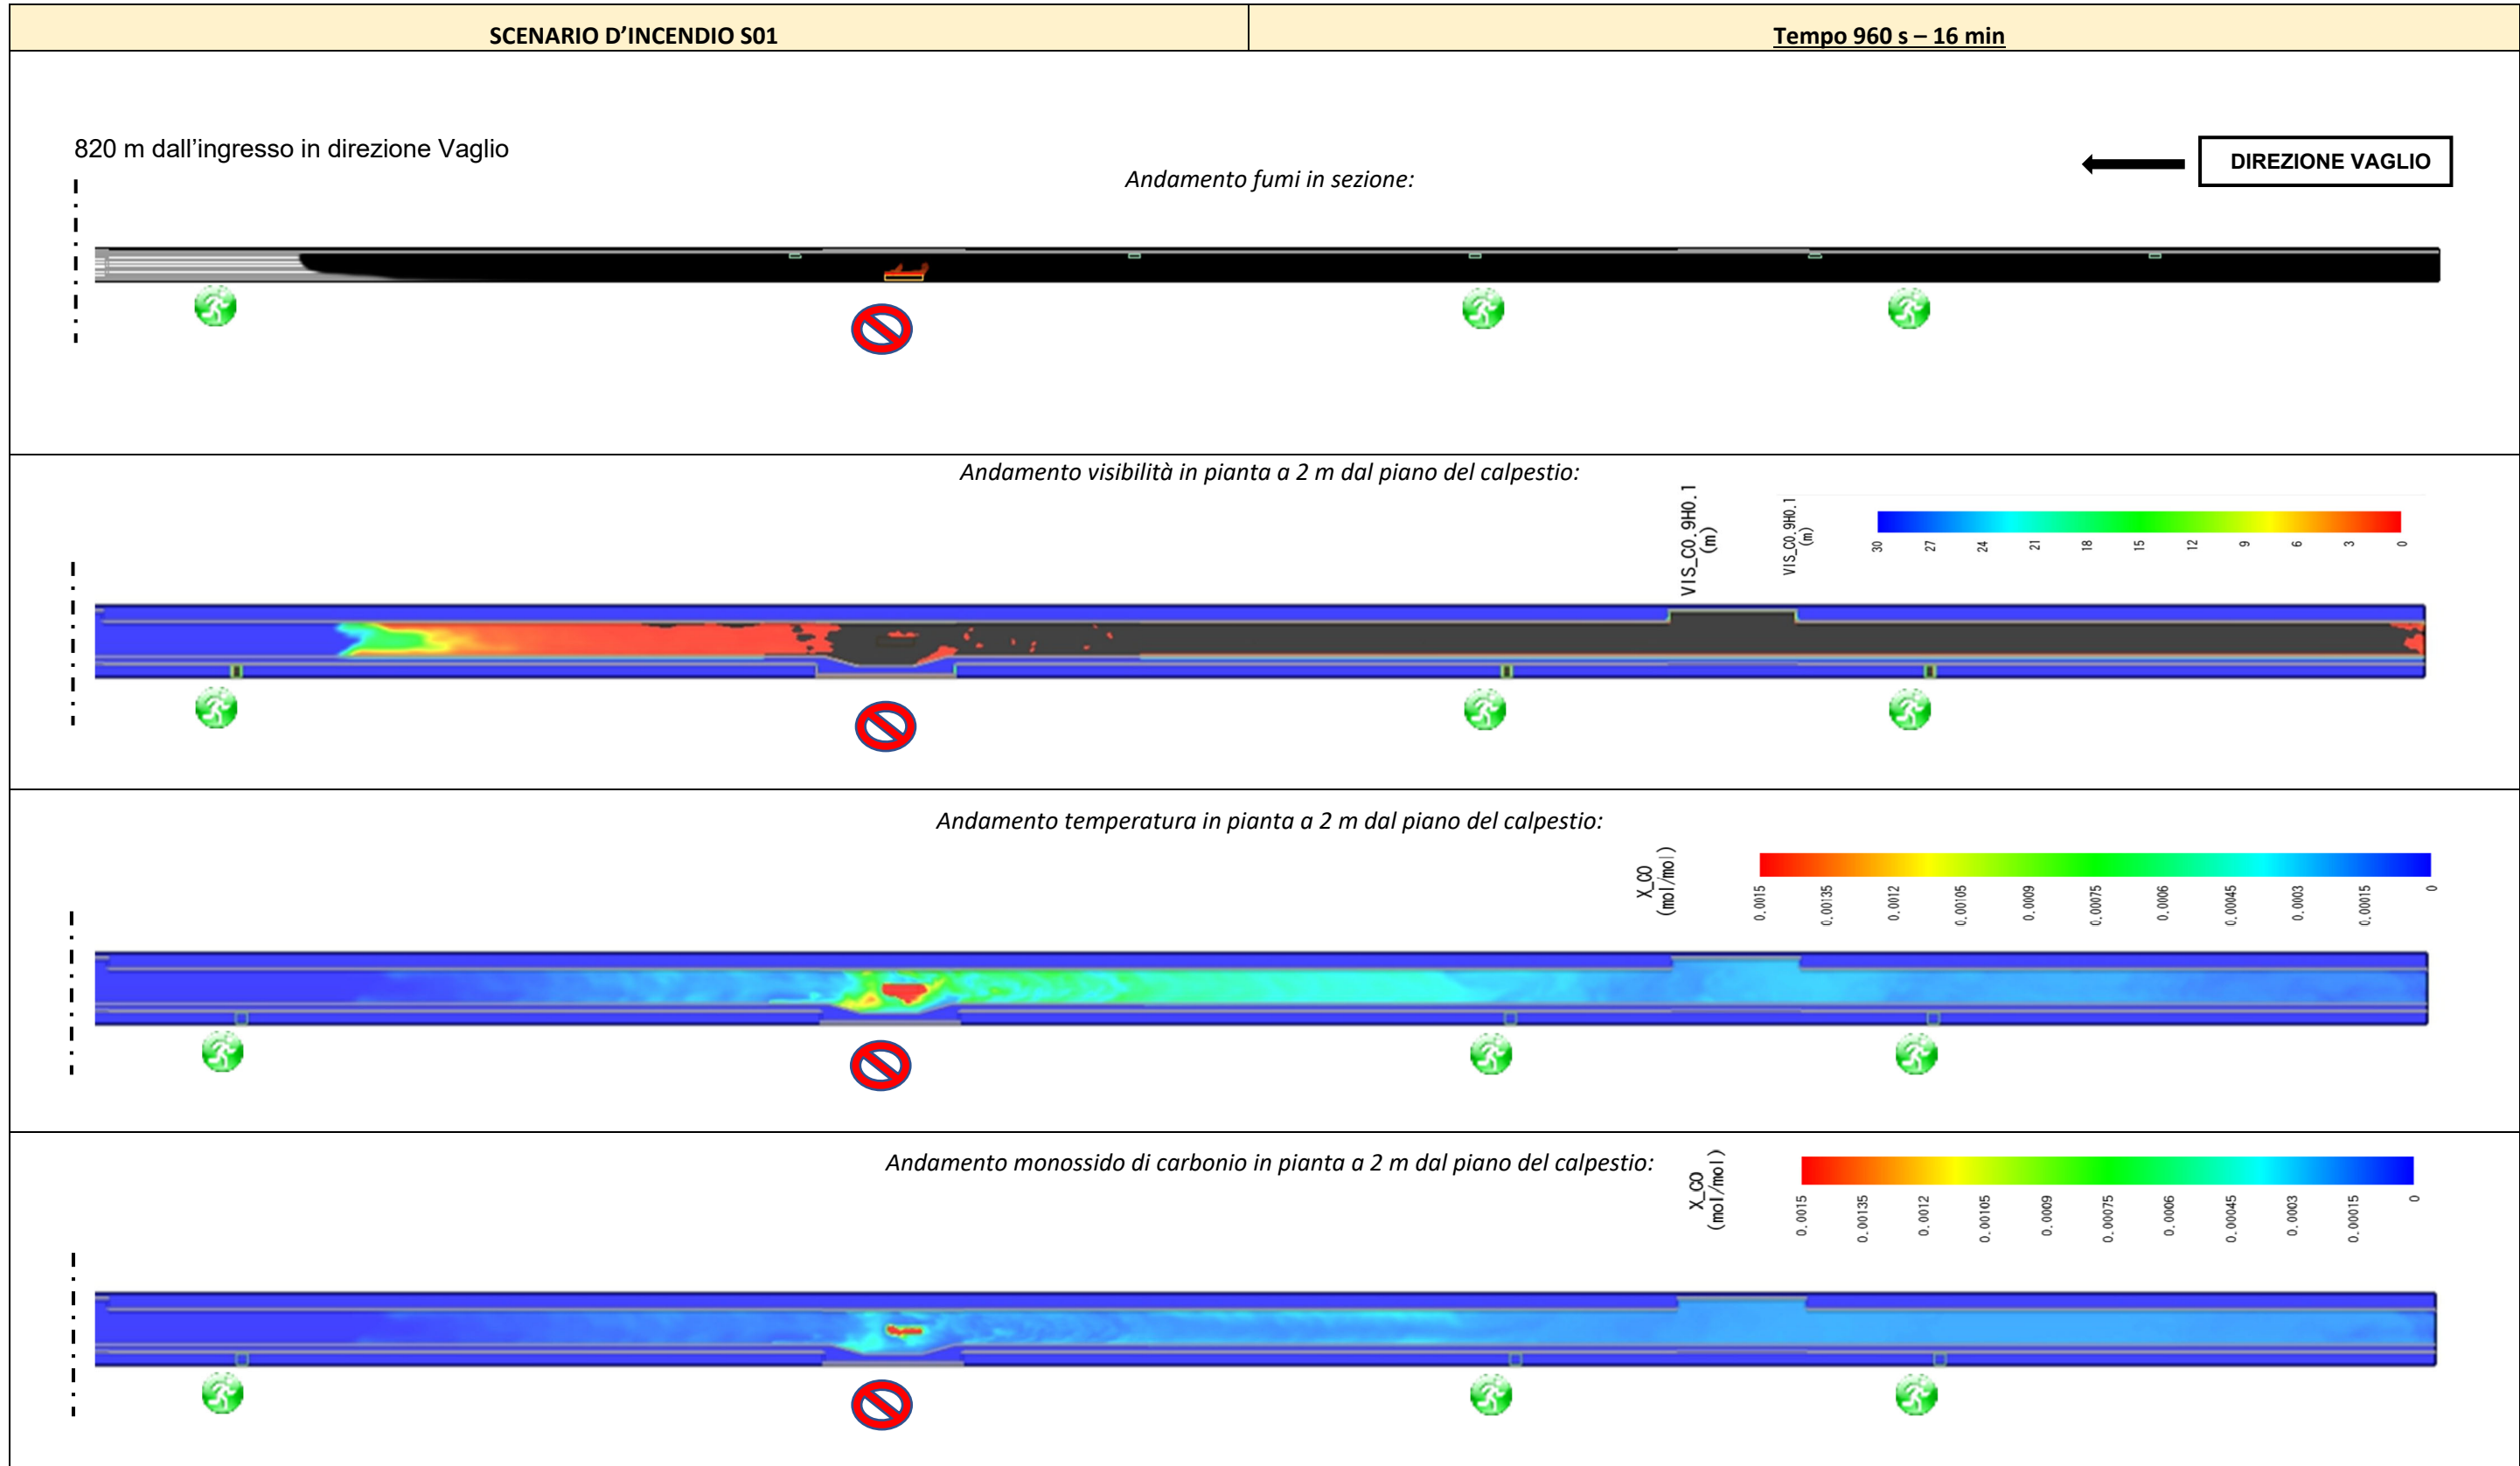 SCENARIO D’INCENDIO S01
Tempo 960 s – 16 min
820 m dall’ingresso in direzione Vaglio
DIREZIONE VAGLIO
Andamento fumi in sezione:
Andamento visibilità in pianta a 2 m dal piano del calpestio:
VIS_C0.9H0.1
(m)
VIS_C0.9H0.1
(m)
30
27
24
21
18
15
12
9
6
3
0
Andamento temperatura in pianta a 2 m dal piano del calpestio:
X_CO
(mol/mol)
0.0015
0.00135
0.0012
0.00105
0.0009
0.00075
0.0006
0.00045
0.0003
0.00015
0
Andamento monossido di carbonio in pianta a 2 m dal piano del calpestio:
X_CO
(mol/mol)
0.0015
0.00135
0.0012
0.00105
0.0009
0.00075
0.0006
0.00045
0.0003
0.00015
0